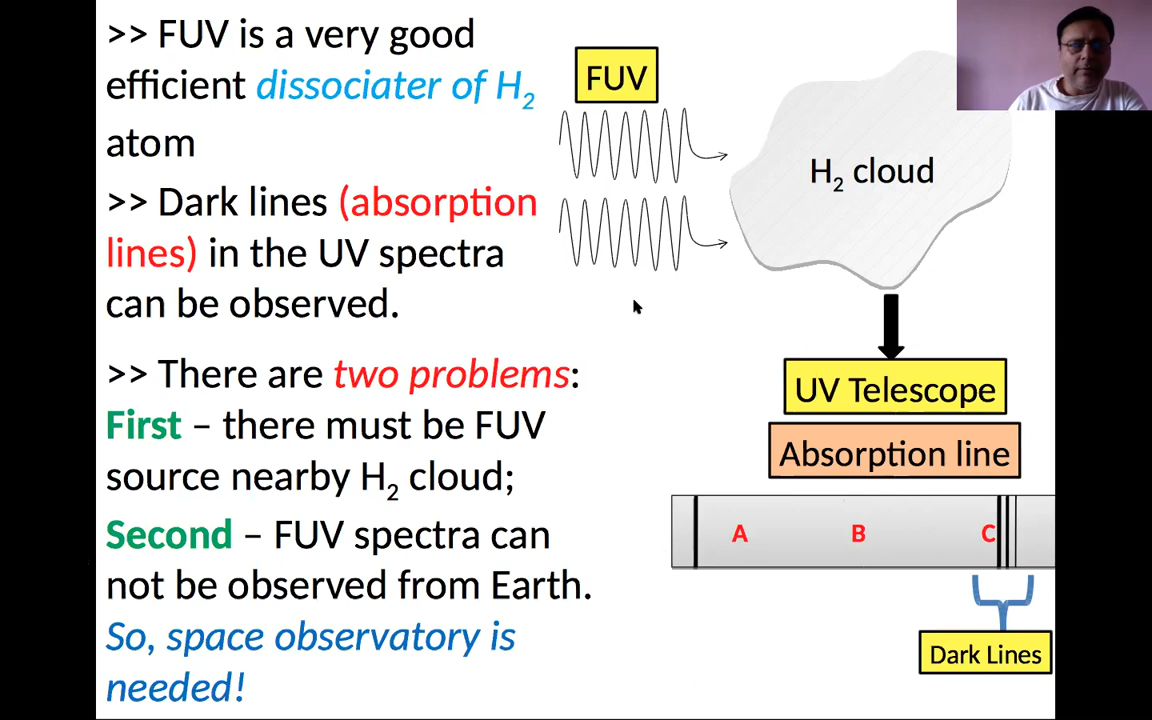 >> FUV is a very good
efficient dissociater of H₂
atom
>> Dark lines (absorption
lines) in the UV spectra
can be observed.
>> There are two problems:
First – there must be FUV
source nearby H₂ cloud;
Second – FUV spectra can
not be observed from Earth.
So, space observatory is
needed!
FUV
H₂ cloud
UV Telescope
Absorption line
A B C
Dark Lines